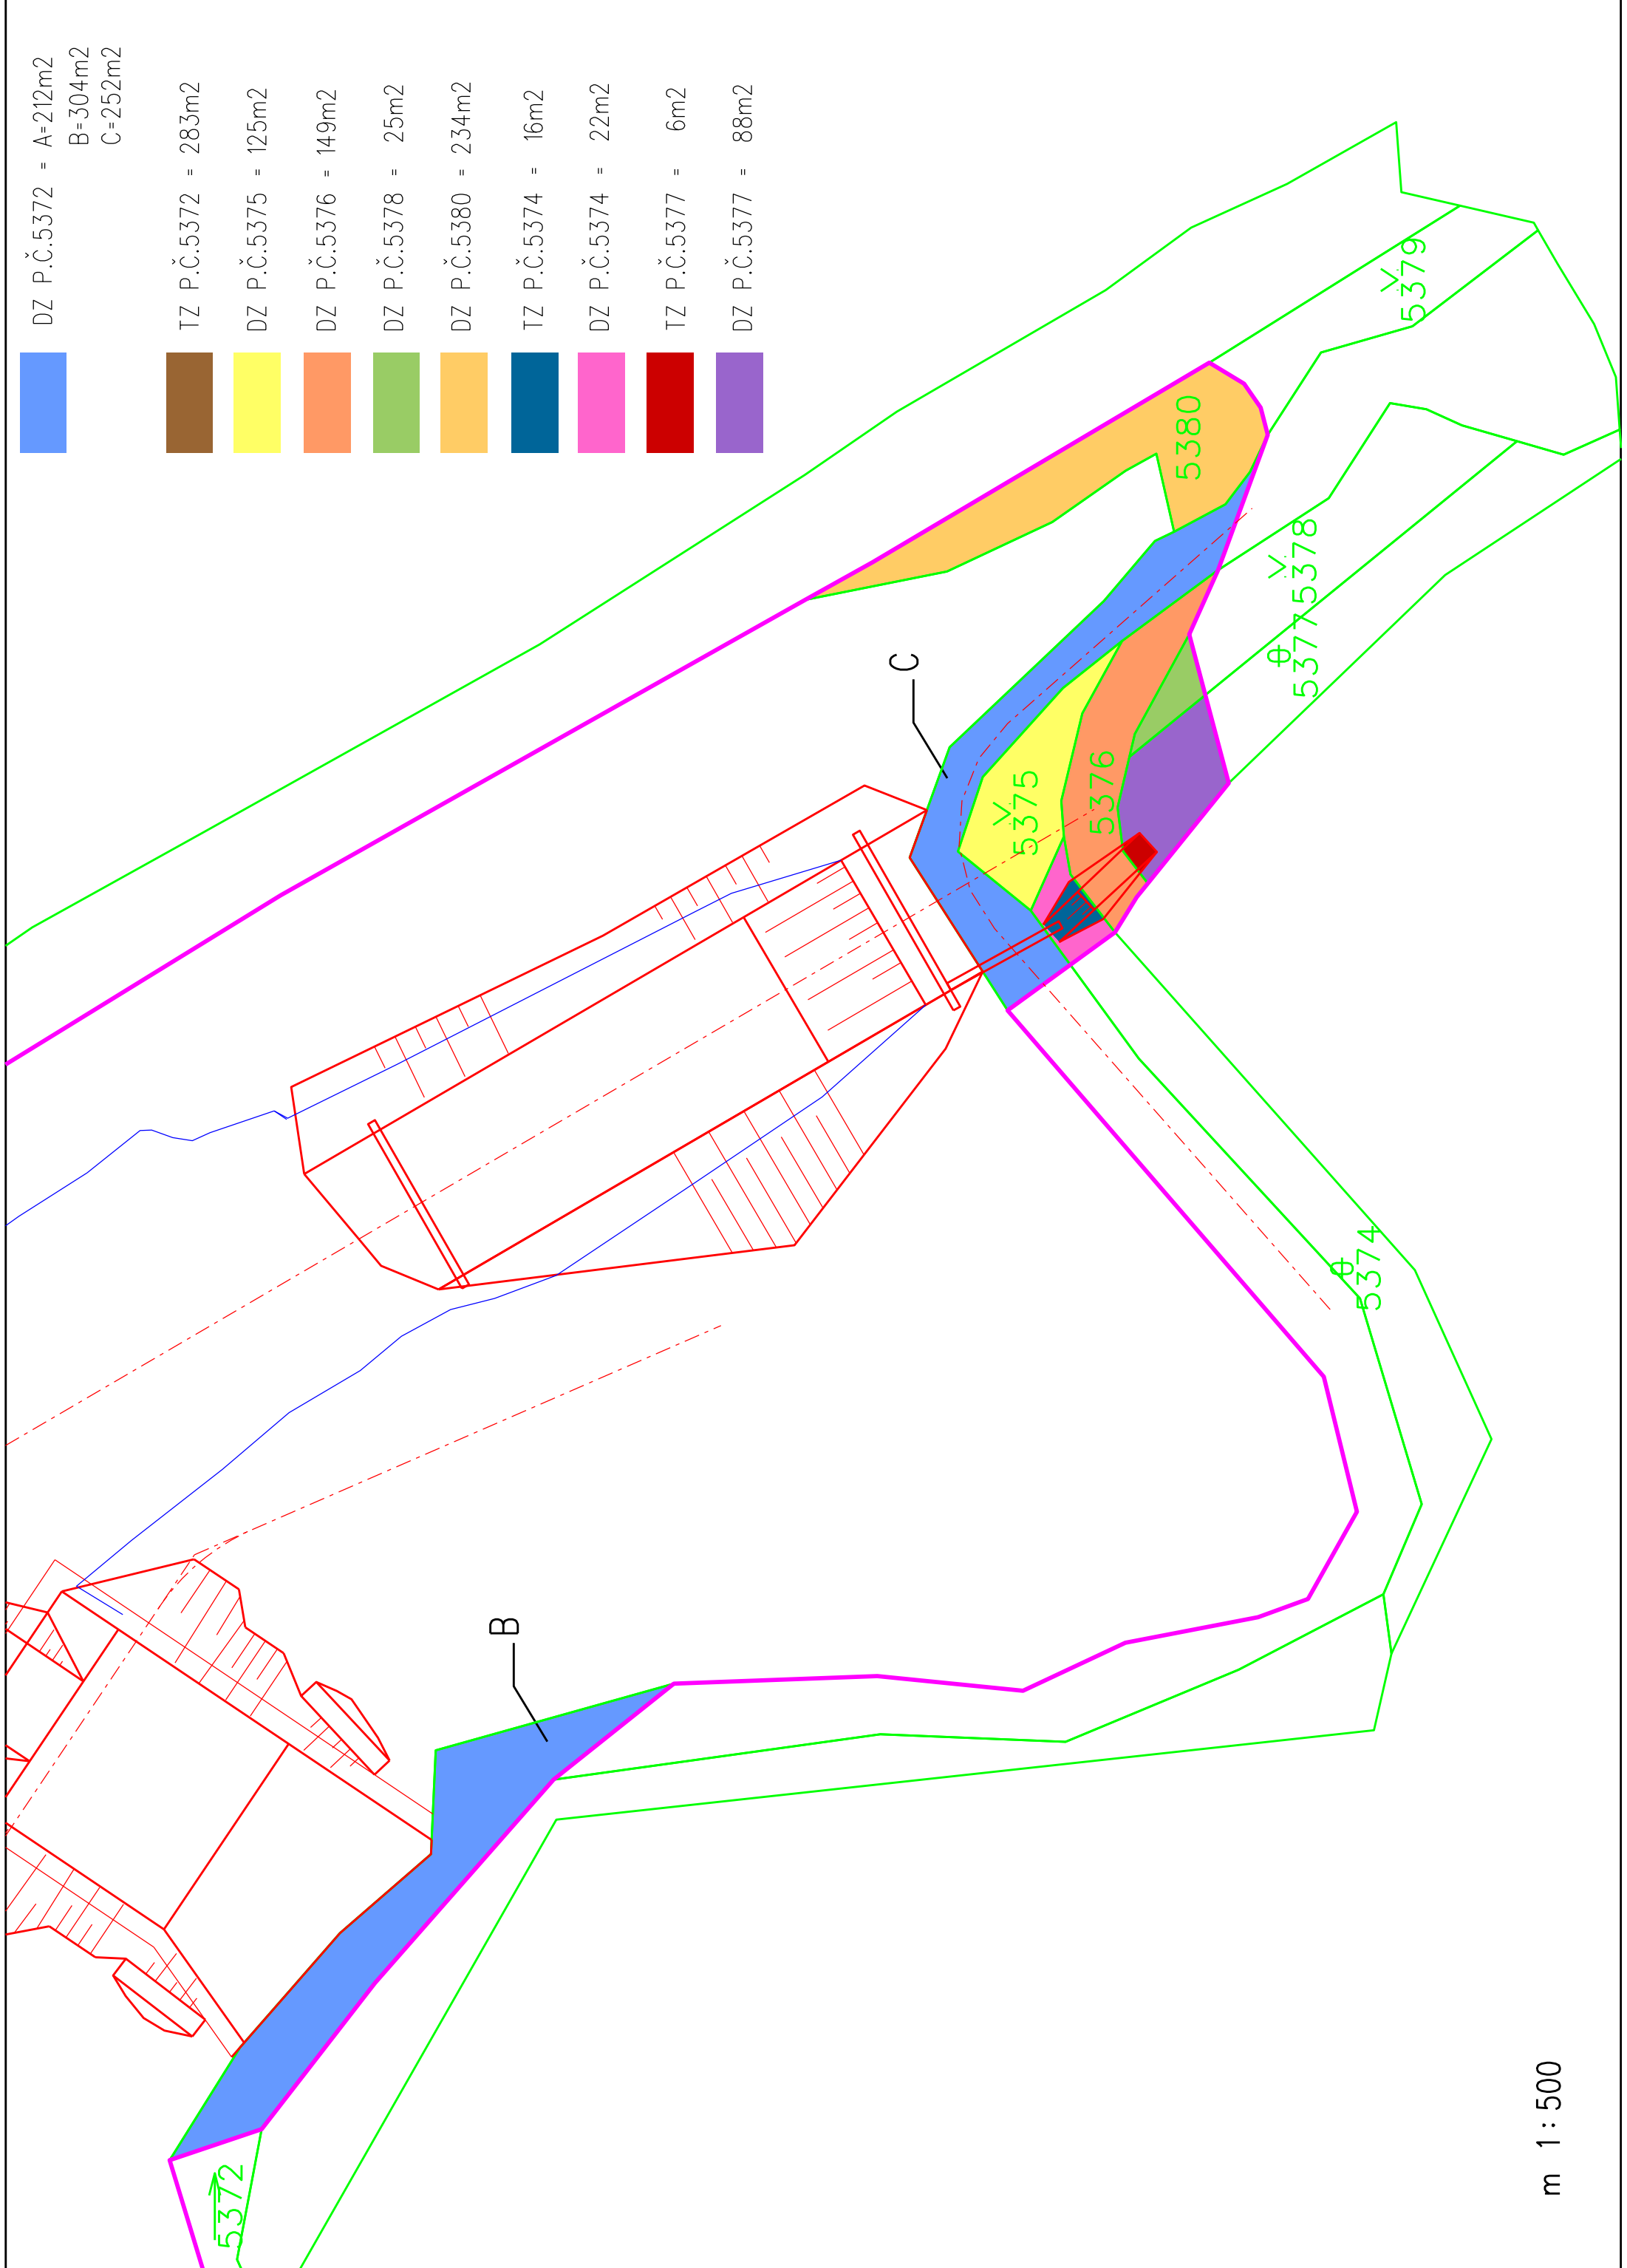 DZ P.Č.5372 = A=212m2
B=304m2
C=252m2
TZ P.Č.5372 = 283m2
DZ P.Č.5375 = 125m2
DZ P.Č.5376 = 149m2
DZ P.Č.5378 = 25m2
DZ P.Č.5380 = 234m2
TZ P.Č.5374 = 16m2
DZ P.Č.5374 = 22m2
TZ P.Č.5377 = 6m2
DZ P.Č.5377 = 88m2
5379
5380
5378
5377
C
5375
5376
5374
B
5372
m 1:500